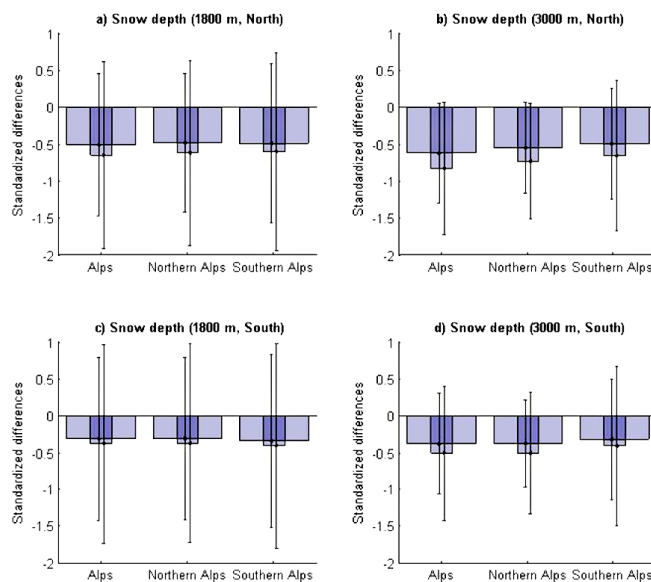 a) Snow depth (1800 m, North)
1
0.5
0
-0.5
-1
-1.5
-2
Standardized differences
Alps Northern Alps Southern Alps
b) Snow depth (3000 m, North)
1
0.5
0
-0.5
-1
-1.5
-2
Standardized differences
Alps Northern Alps Southern Alps
c) Snow depth (1800 m, South)
1
0.5
0
-0.5
-1
-1.5
-2
Standardized differences
Alps Northern Alps Southern Alps
d) Snow depth (3000 m, South)
1
0.5
0
-0.5
-1
-1.5
-2
Standardized differences
Alps Northern Alps Southern Alps